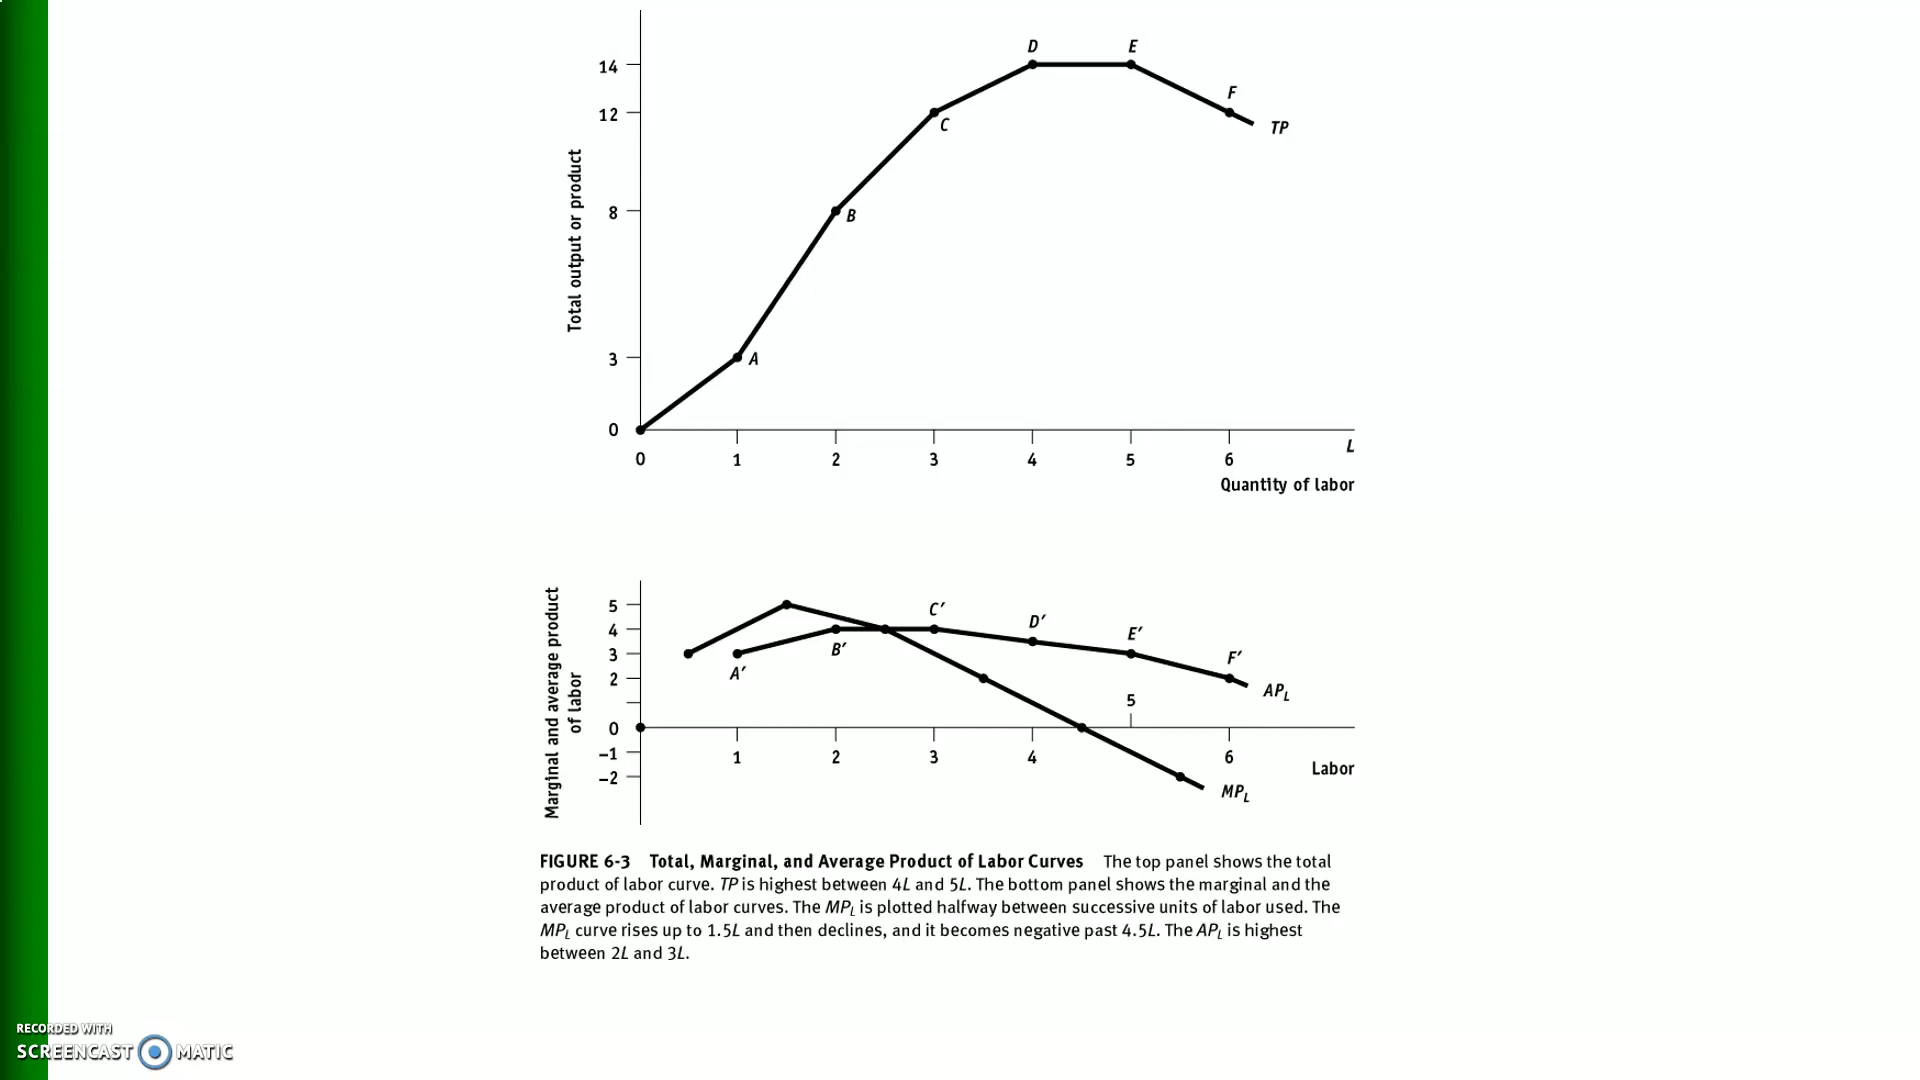 D E
14
F
12
C
TP
Total output or product
8
B
3
A
0
0 1 2 3 4 5 6
L
Quantity of labor
Marginal and average product
of labor
5
4
3
2
0
−1
−2
C′
D′
E′
B′
F′
A′
APL
5
1 2 3 4 6
Labor
MPL
FIGURE 6-3 Total, Marginal, and Average Product of Labor Curves The top panel shows the total
product of labor curve. TP is highest between 4L and 5L. The bottom panel shows the marginal and the
average product of labor curves. The MPL is plotted halfway between successive units of labor used. The
MPL curve rises up to 1.5L and then declines, and it becomes negative past 4.5L. The APL is highest
between 2L and 3L.
RECORDED WITH
SCREENCAST MATIC